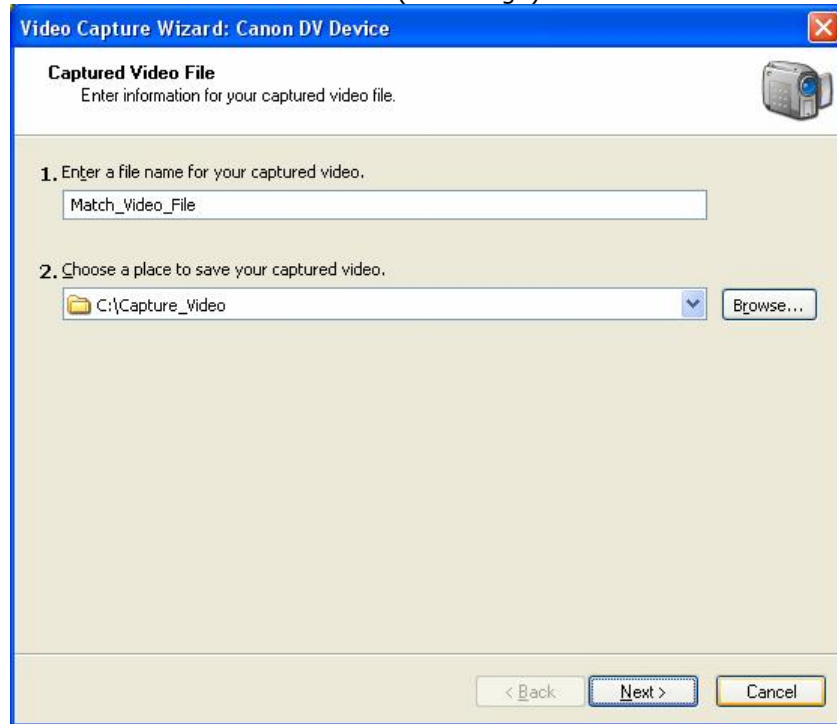 Video Capture Wizard: Canon DV Device
Captured Video File
Enter information for your captured video file.
1. Enter a file name for your captured video.
Match_Video_File
2. Choose a place to save your captured video.
C:\Capture_Video
Browse...
< Back Next > Cancel